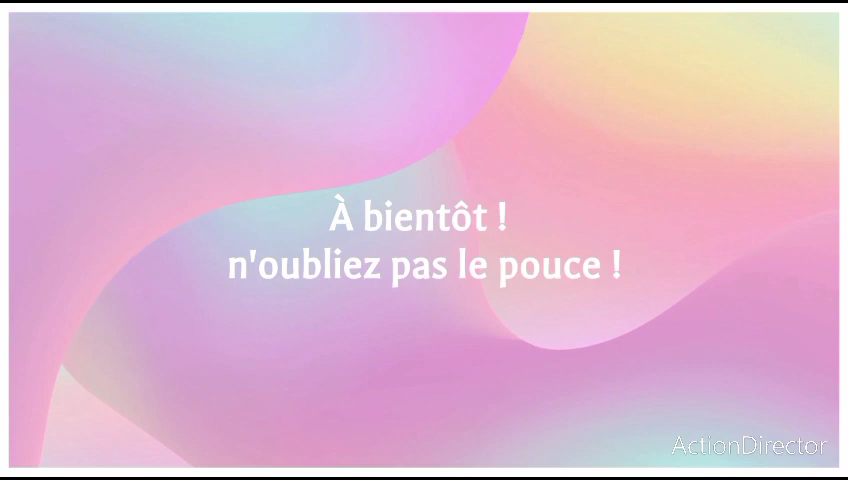 À bientôt !
n'oubliez pas le pouce !
ActionDirector